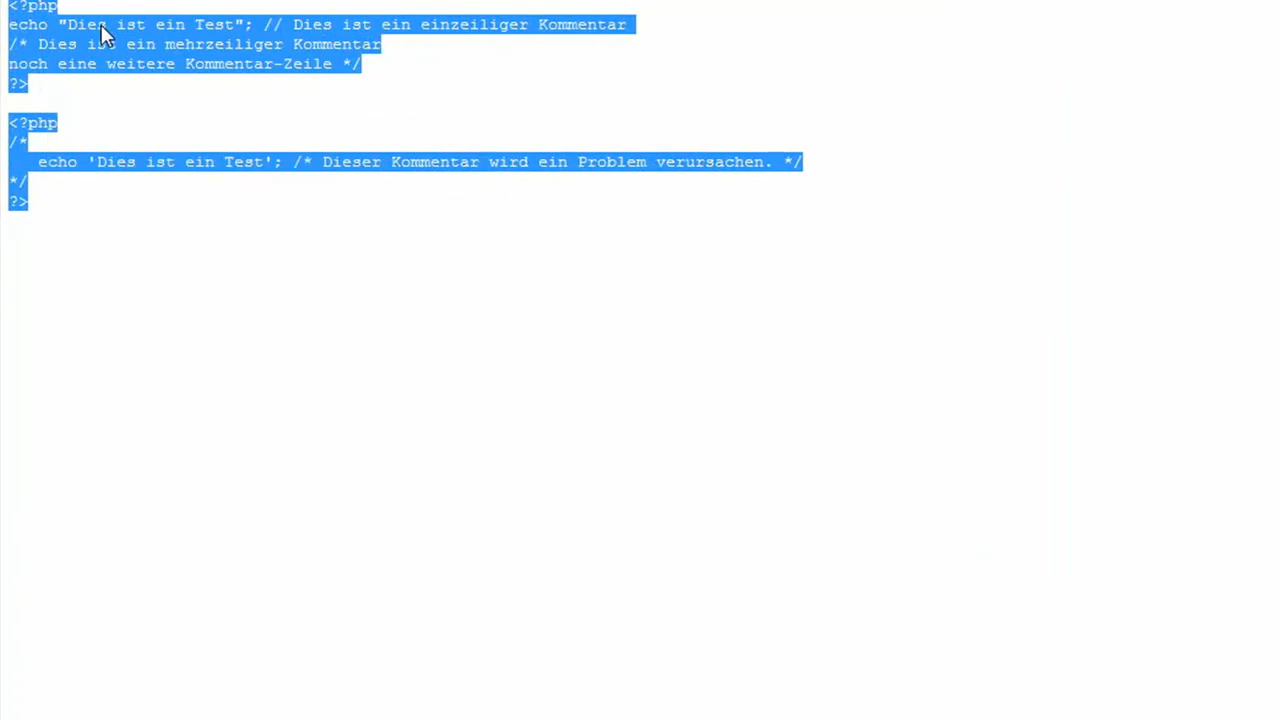 <?php
echo "Dies ist ein Test"; // Dies ist ein einzeiliger Kommentar
/* Dies ist ein mehrzeiliger Kommentar
noch eine weitere Kommentar-Zeile */
?>
<?php
/*
echo 'Dies ist ein Test'; /* Dieser Kommentar wird ein Problem verursachen. */
*/
?>